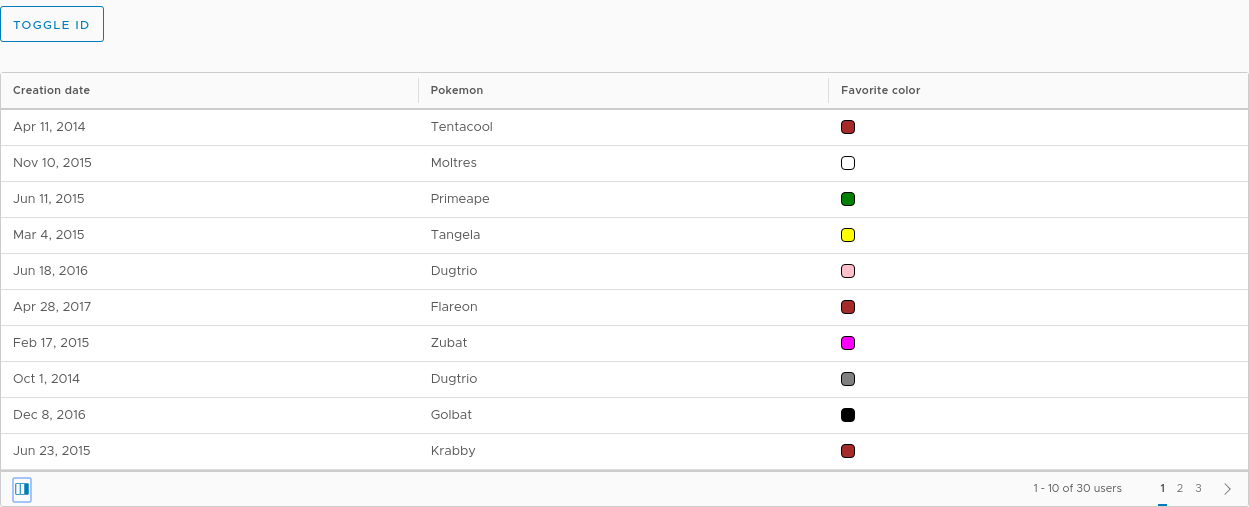 TOGGLE ID
Creation date Pokemon Favorite color
Apr 11, 2014 Tentacool
Nov 10, 2015 Moltres
Jun 11, 2015 Primeape
Mar 4, 2015 Tangela
Jun 18, 2016 Dugtrio
Apr 28, 2017 Flareon
Feb 17, 2015 Zubat
Oct 1, 2014 Dugtrio
Dec 8, 2016 Golbat
Jun 23, 2015 Krabby
1 - 10 of 30 users 1 2 3